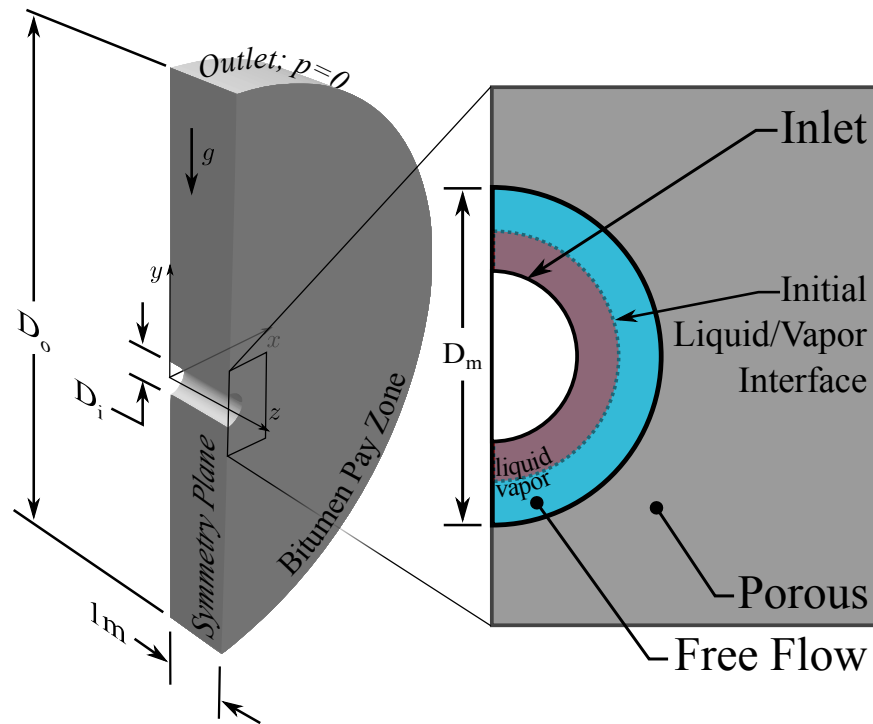 Outlet; p=0
g
y
D_o
x
D_i
z
Symmetry Plane
Bitumen Pay Zone
1m
Inlet
Initial
Liquid/Vapor
Interface
D_m
liquid
vapor
Porous
Free Flow